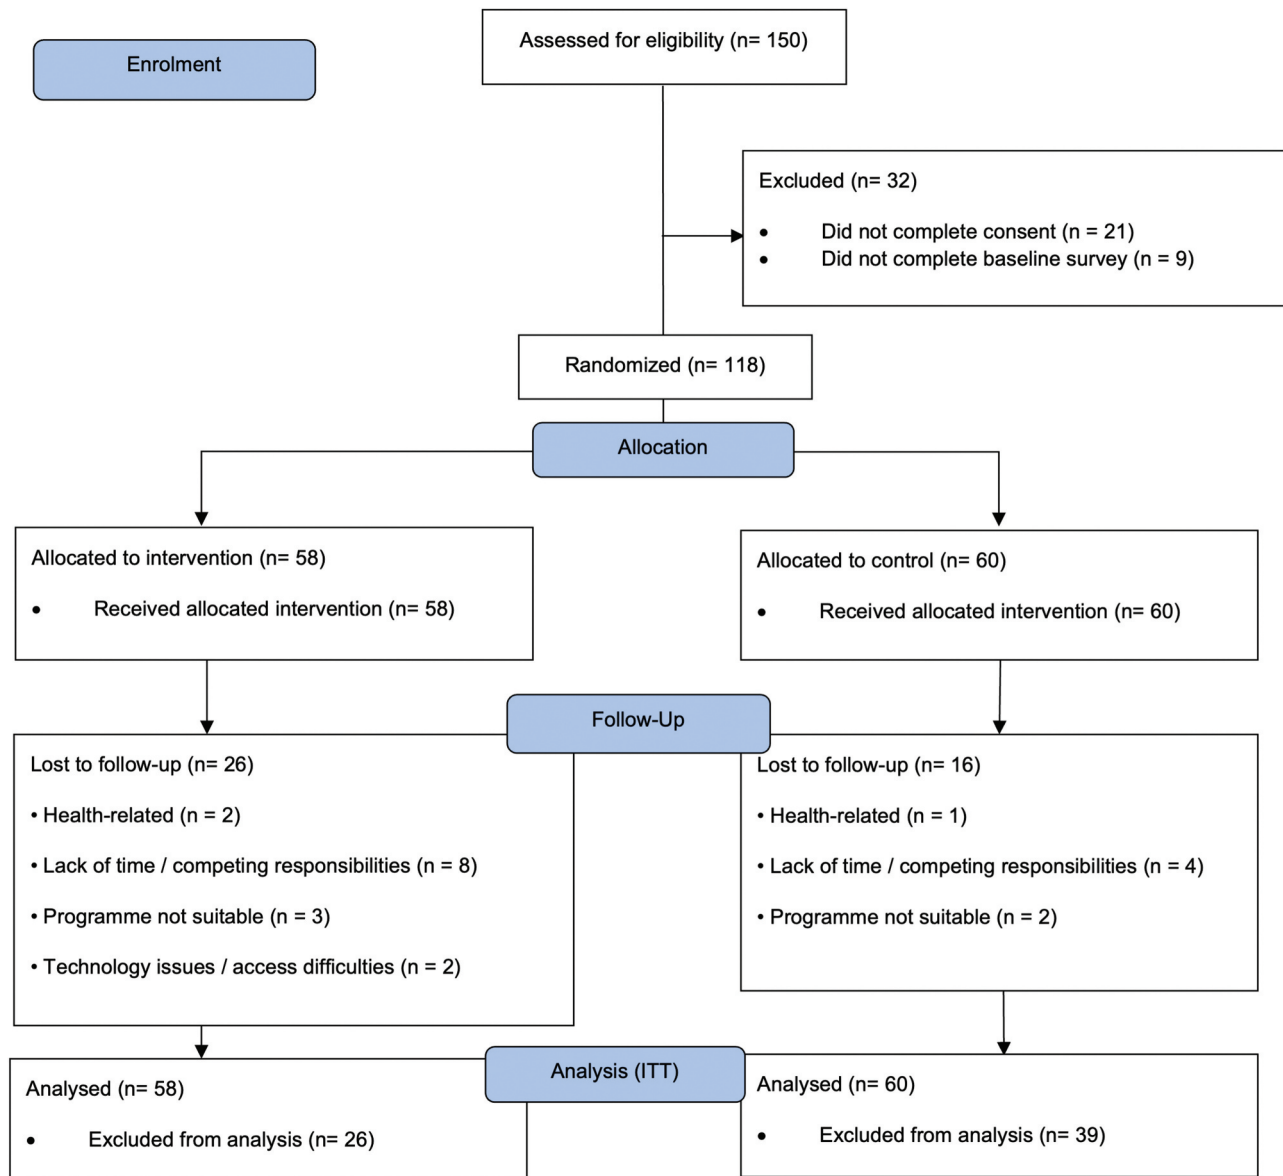 Assessed for eligibility (n= 150)
Enrolment
Excluded (n= 32)
• Did not complete consent (n = 21)
• Did not complete baseline survey (n = 9)
Randomized (n= 118)
Allocation
Allocated to intervention (n= 58)
• Received allocated intervention (n= 58)
Allocated to control (n= 60)
• Received allocated intervention (n= 60)
Follow-Up
Lost to follow-up (n= 26)
• Health-related (n = 2)
• Lack of time / competing responsibilities (n = 8)
• Programme not suitable (n = 3)
• Technology issues / access difficulties (n = 2)
Lost to follow-up (n= 16)
• Health-related (n = 1)
• Lack of time / competing responsibilities (n = 4)
• Programme not suitable (n = 2)
Analysis (ITT)
Analysed (n= 58)
• Excluded from analysis (n= 26)
Analysed (n= 60)
• Excluded from analysis (n= 39)